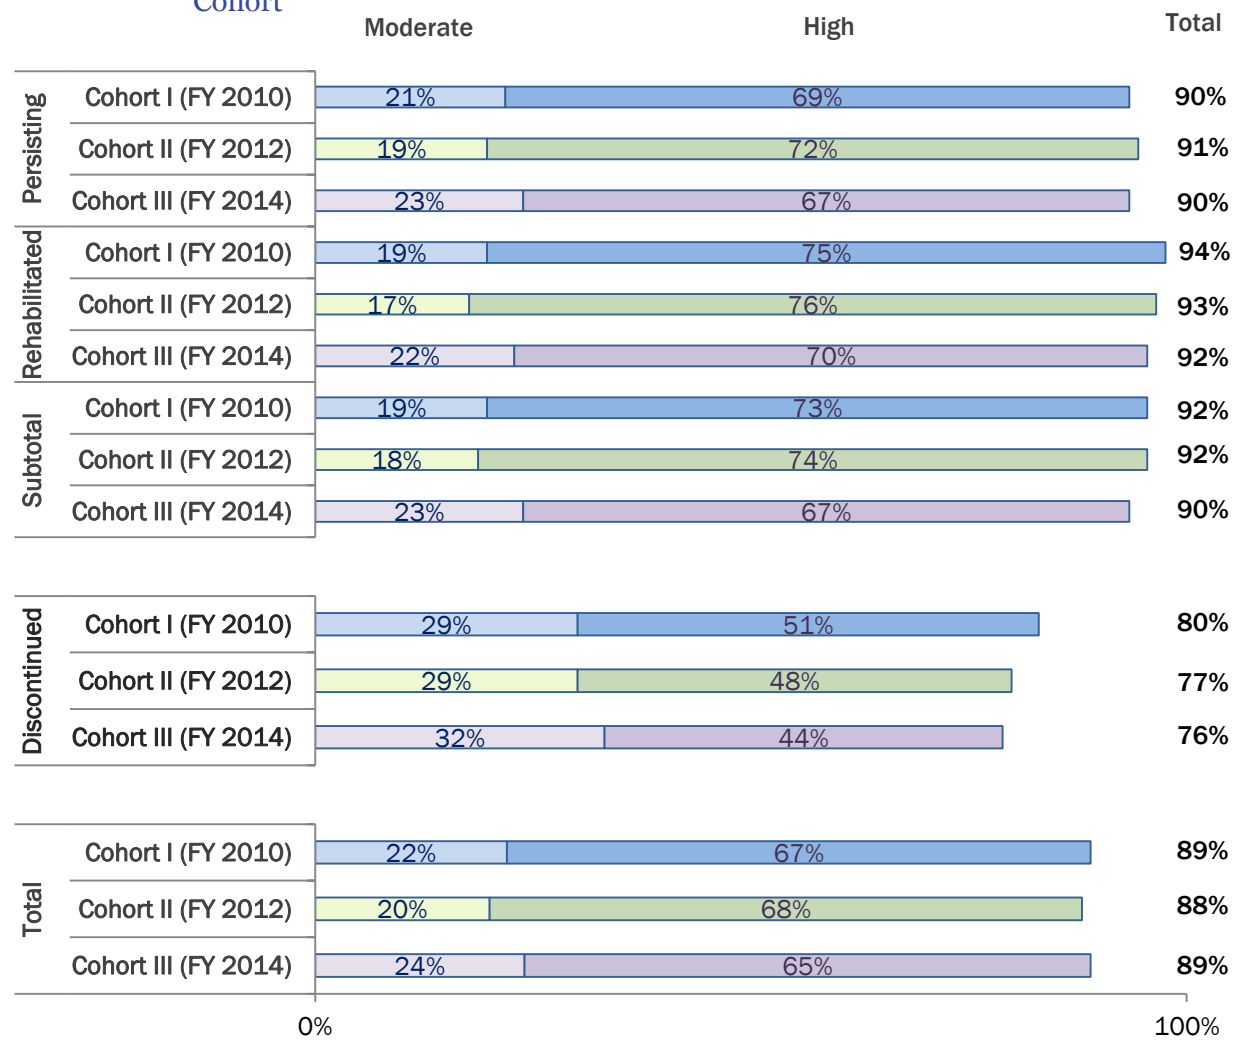 Cohort
Moderate High Total
Persisting
Cohort I (FY 2010) 21% 69% 90%
Cohort II (FY 2012) 19% 72% 91%
Cohort III (FY 2014) 23% 67% 90%
Rehabilitated
Cohort I (FY 2010) 19% 75% 94%
Cohort II (FY 2012) 17% 76% 93%
Cohort III (FY 2014) 22% 70% 92%
Subtotal
Cohort I (FY 2010) 19% 73% 92%
Cohort II (FY 2012) 18% 74% 92%
Cohort III (FY 2014) 23% 67% 90%
Discontinued
Cohort I (FY 2010) 29% 51% 80%
Cohort II (FY 2012) 29% 48% 77%
Cohort III (FY 2014) 32% 44% 76%
Total
Cohort I (FY 2010) 22% 67% 89%
Cohort II (FY 2012) 20% 68% 88%
Cohort III (FY 2014) 24% 65% 89%
0% 100%